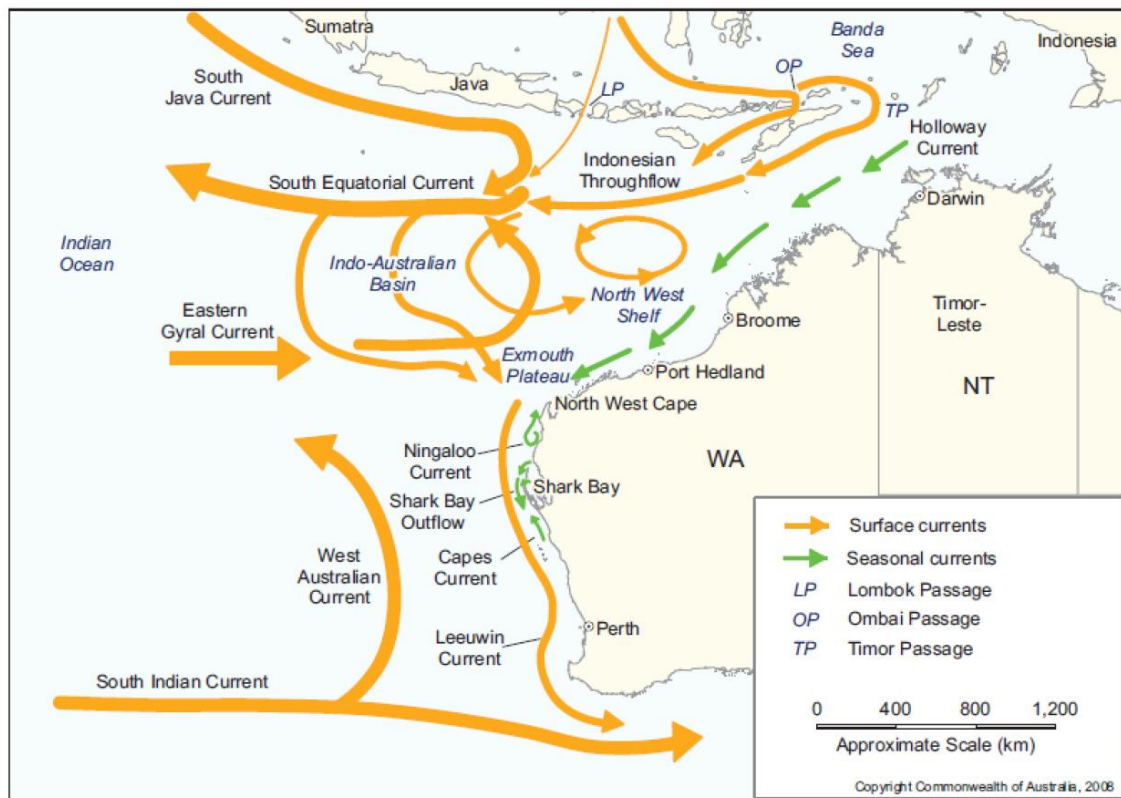 Sumatra
Banda
Sea
Indonesia
South
Java Current
Java
LP
OP
TP
Holloway
Current
Indonesian
Throughflow
South Equatorial Current
Darwin
Indian
Ocean
Indo-Australian
Basin
North West
Shelf
Eastern
Gyral Current
Broome
Timor-
Leste
Exmouth
Plateau
Port Hedland
NT
North West Cape
Ningaloo
Current
WA
Shark Bay
Shark Bay
Outflow
Capes
Current
West
Australian
Current
Leeuwin
Current
Perth
South Indian Current
Surface currents
Seasonal currents
LP Lombok Passage
OP Ombai Passage
TP Timor Passage
0 400 800 1,200
Approximate Scale (km)
Copyright Commonwealth of Australia, 2008